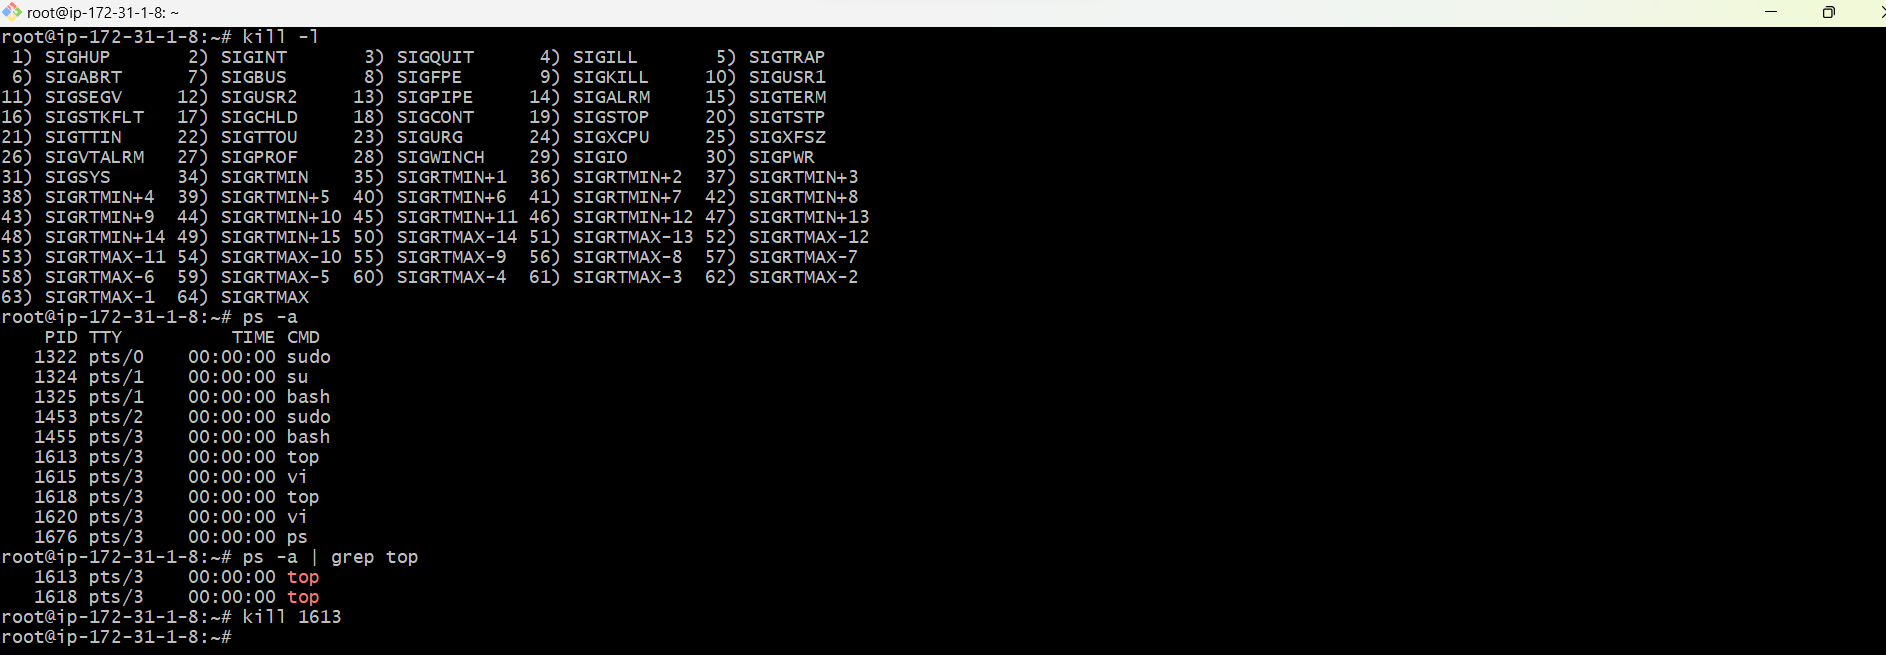 root@ip-172-31-1-8: ~
root@ip-172-31-1-8:~# kill -l
 1) SIGHUP       2) SIGINT       3) SIGQUIT      4) SIGILL       5) SIGTRAP
 6) SIGABRT      7) SIGBUS       8) SIGFPE       9) SIGKILL     10) SIGUSR1
11) SIGSEGV     12) SIGUSR2     13) SIGPIPE     14) SIGALRM     15) SIGTERM
16) SIGSTKFLT   17) SIGCHLD     18) SIGCONT     19) SIGSTOP     20) SIGTSTP
21) SIGTTIN     22) SIGTTOU     23) SIGURG      24) SIGXCPU     25) SIGXFSZ
26) SIGVTALRM   27) SIGPROF     28) SIGWINCH    29) SIGIO       30) SIGPWR
31) SIGSYS      34) SIGRTMIN    35) SIGRTMIN+1  36) SIGRTMIN+2  37) SIGRTMIN+3
38) SIGRTMIN+4  39) SIGRTMIN+5  40) SIGRTMIN+6  41) SIGRTMIN+7  42) SIGRTMIN+8
43) SIGRTMIN+9  44) SIGRTMIN+10 45) SIGRTMIN+11 46) SIGRTMIN+12 47) SIGRTMIN+13
48) SIGRTMIN+14 49) SIGRTMIN+15 50) SIGRTMAX-14 51) SIGRTMAX-13 52) SIGRTMAX-12
53) SIGRTMAX-11 54) SIGRTMAX-10 55) SIGRTMAX-9  56) SIGRTMAX-8  57) SIGRTMAX-7
58) SIGRTMAX-6  59) SIGRTMAX-5  60) SIGRTMAX-4  61) SIGRTMAX-3  62) SIGRTMAX-2
63) SIGRTMAX-1  64) SIGRTMAX
root@ip-172-31-1-8:~# ps -a
    PID TTY          TIME CMD
   1322 pts/0    00:00:00 sudo
   1324 pts/1    00:00:00 su
   1325 pts/1    00:00:00 bash
   1453 pts/2    00:00:00 sudo
   1455 pts/3    00:00:00 bash
   1613 pts/3    00:00:00 top
   1615 pts/3    00:00:00 vi
   1618 pts/3    00:00:00 top
   1620 pts/3    00:00:00 vi
   1676 pts/3    00:00:00 ps
root@ip-172-31-1-8:~# ps -a | grep top
   1613 pts/3    00:00:00 top
   1618 pts/3    00:00:00 top
root@ip-172-31-1-8:~# kill 1613
root@ip-172-31-1-8:~#